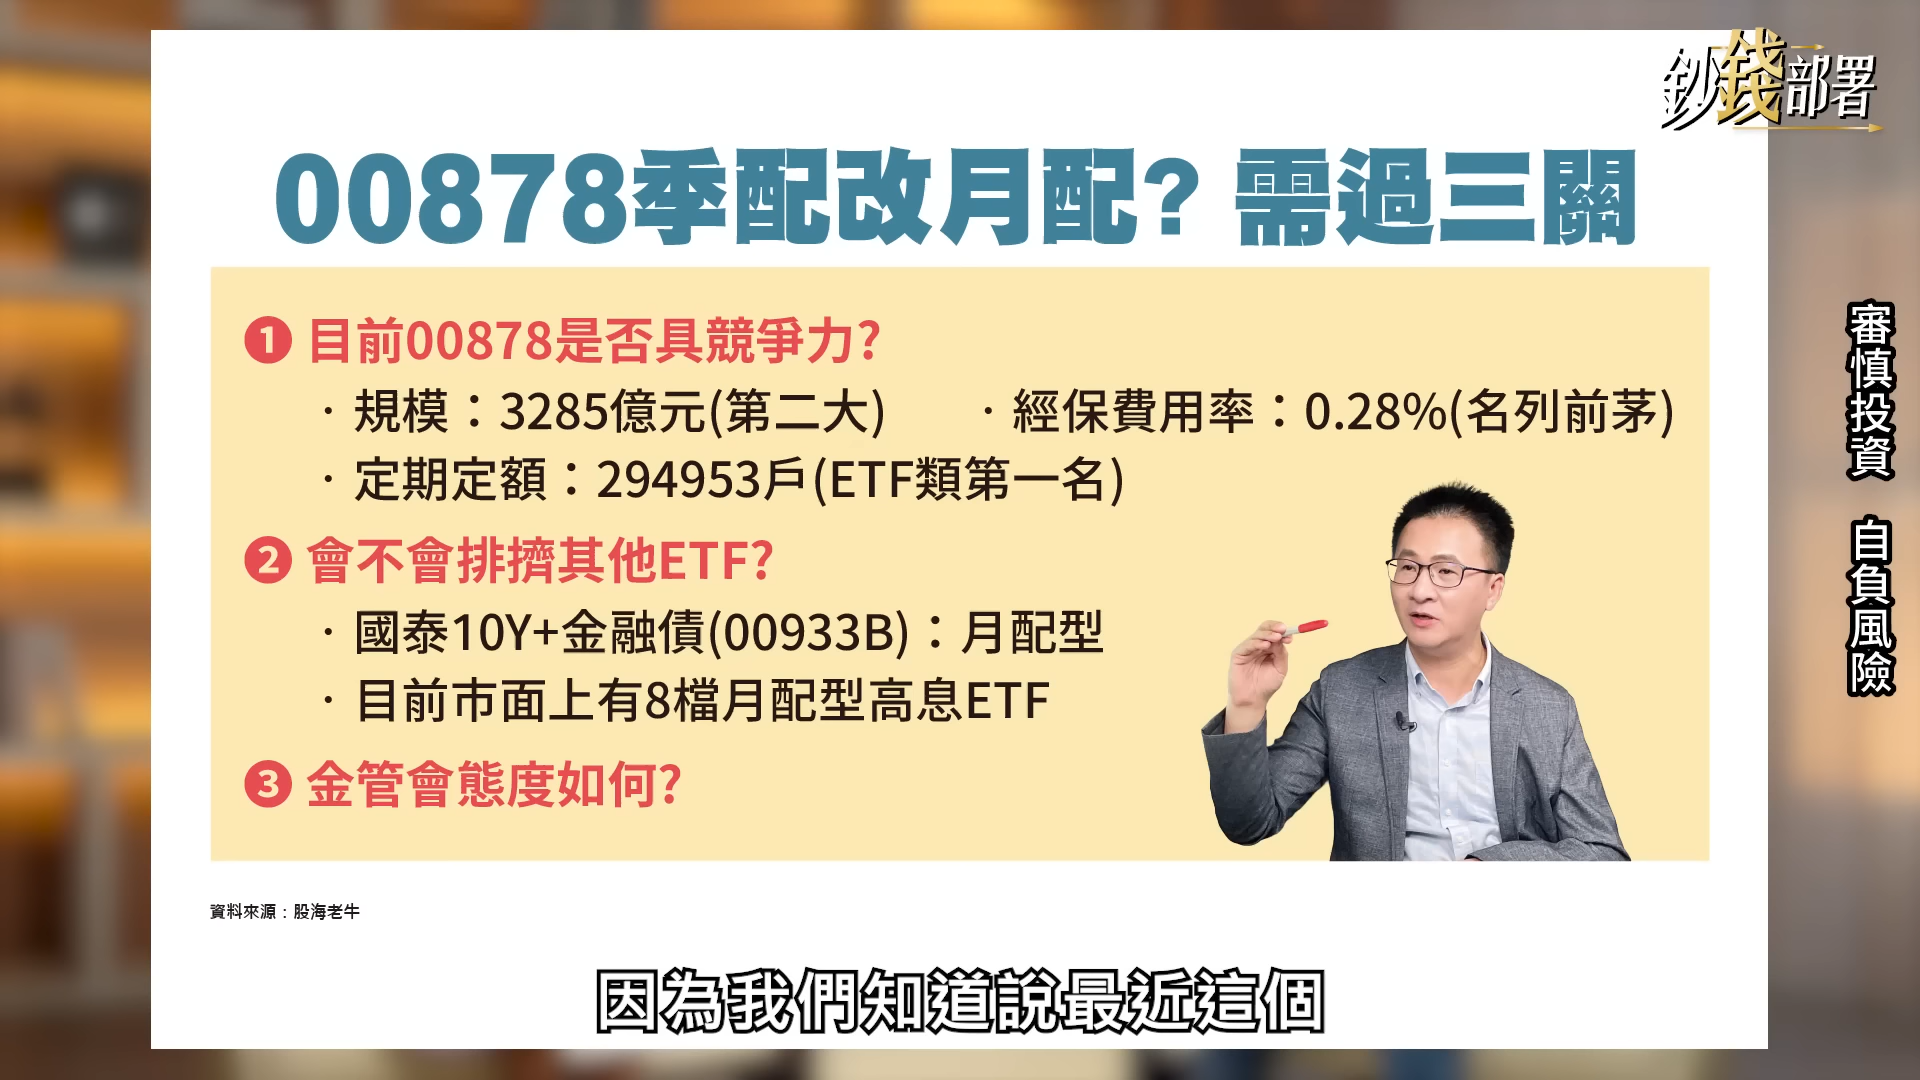 鈔錢部署
00878季配改月配? 需過三關
❶ 目前00878是否具競爭力?
· 規模：3285億元(第二大)　· 經保費用率：0.28%(名列前茅)
· 定期定額：294953戶(ETF類第一名)
❷ 會不會排擠其他ETF?
· 國泰10Y+金融債(00933B)：月配型
· 目前市面上有8檔月配型高息ETF
❸ 金管會態度如何?
資料來源：股海老牛
因為我們知道說最近這個
審慎投資　自負風險